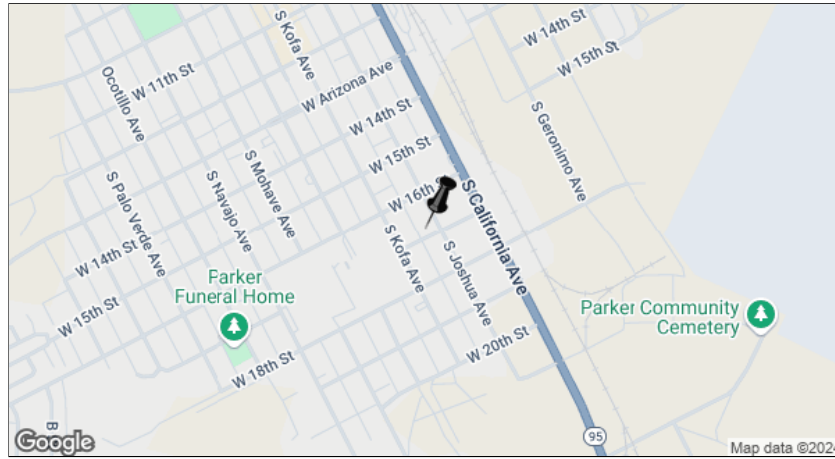 S Kofa Ave
W 14th St
W 15th St
Ocotillo Ave
W 11th St
W Arizona Ave
W 14th St
S Geronimo Ave
W 15th St
S Mohave Ave
S Palo Verde Ave
S Navajo Ave
W 16th S
S California Ave
W 14th St
S Kofa Ave
S Joshua Ave
Parker
Funeral Home
W 15th St
Parker Community
Cemetery
W 20th St
W 18th St
B
95
Google
Map data ©2024